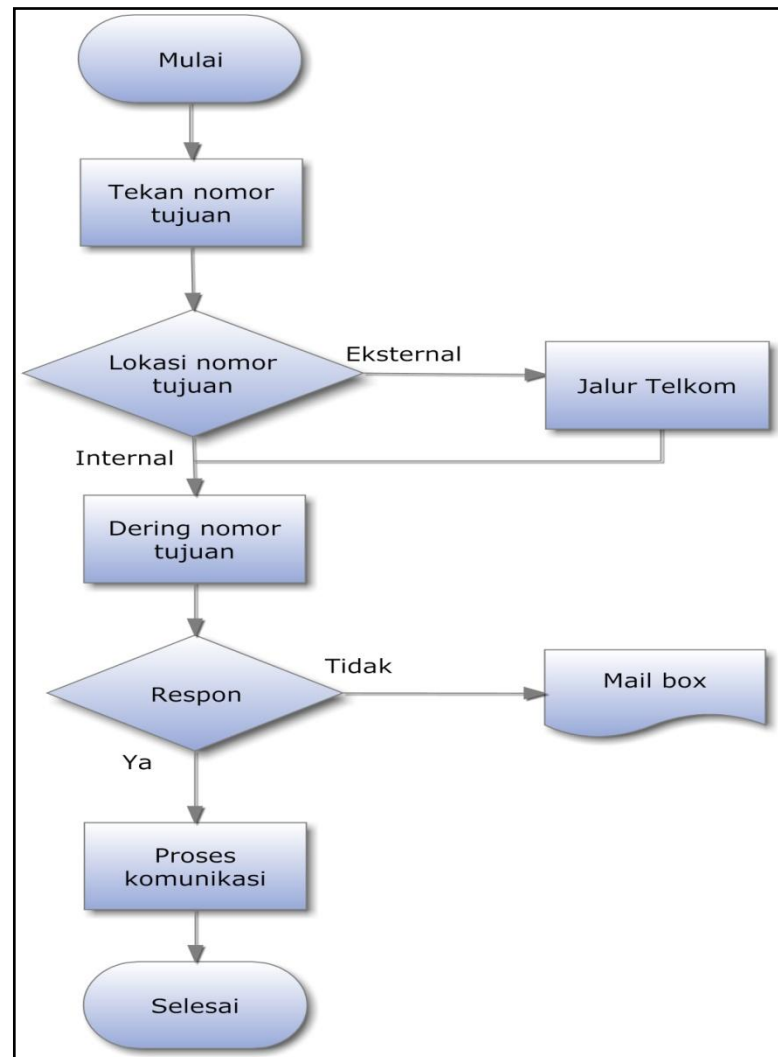 Mulai
Tekan nomor
tujuan
Lokasi nomor
tujuan
Eksternal
Jalur Telkom
Internal
Dering nomor
tujuan
Respon
Tidak
Mail box
Ya
Proses
komunikasi
Selesai